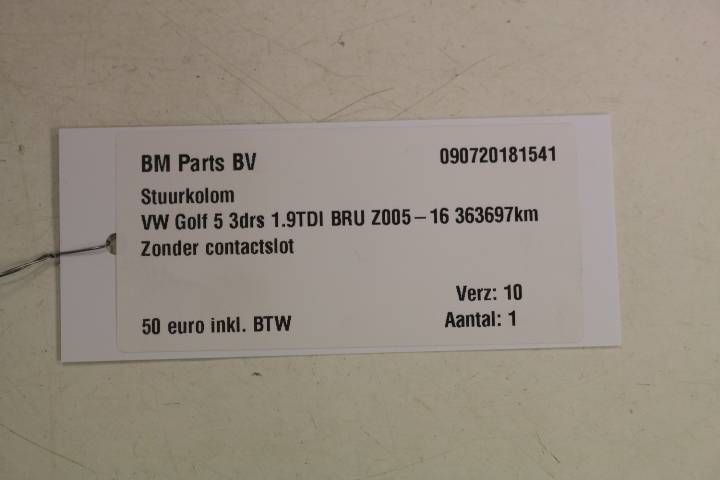 BM Parts BV 090720181541
Stuurkolom
VW Golf 5 3drs 1.9TDI BRU Z005-16 363697km
Zonder contactslot
Verz: 10
50 euro inkl. BTW Aantal: 1